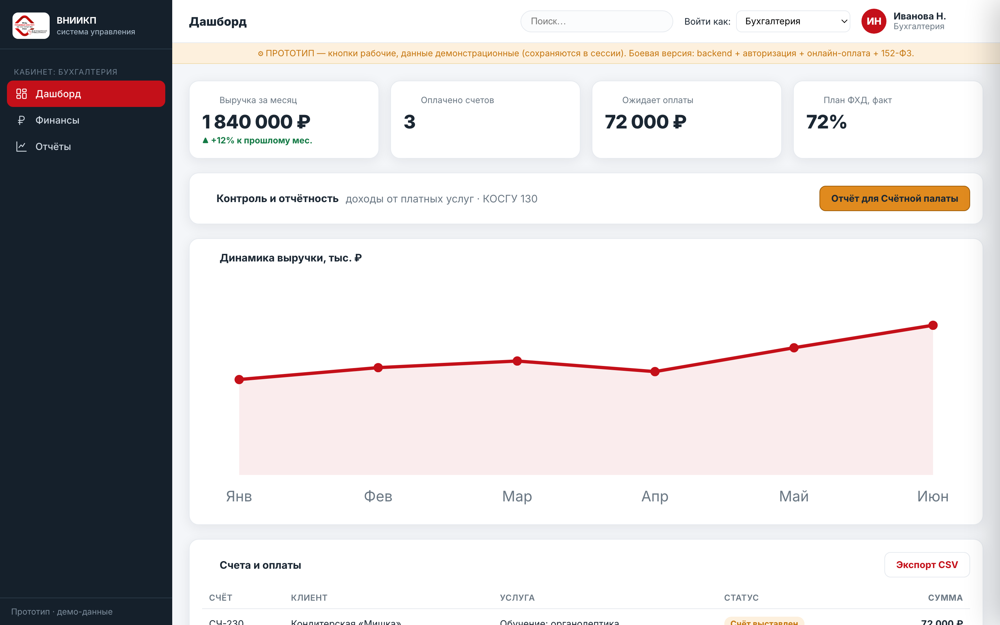 ВНИИКП
система управления
КАБИНЕТ: БУХГАЛТЕРИЯ
Дашборд
Финансы
Отчёты
Прототип · демо-данные
Дашборд
Поиск...
Войти как:
Бухгалтерия
ИН
Иванова Н.
Бухгалтерия
⚙ ПРОТОТИП — кнопки рабочие, данные демонстрационные (сохраняются в сессии). Боевая версия: backend + авторизация + онлайн-оплата + 152-ФЗ.
Выручка за месяц
1 840 000 ₽
▲ +12% к прошлому мес.
Оплачено счетов
3
Ожидает оплаты
72 000 ₽
План ФХД, факт
72%
Контроль и отчётность доходы от платных услуг · КОСГУ 130
Отчёт для Счётной палаты
Динамика выручки, тыс. ₽
Янв Фев Мар Апр Май Июн
Счета и оплаты
Экспорт CSV
СЧЁТ КЛИЕНТ УСЛУГА СТАТУС СУММА
СЧ-230 Кондитерская «Мишка» Обучение: органолептика Счёт выставлен 72 000 ₽